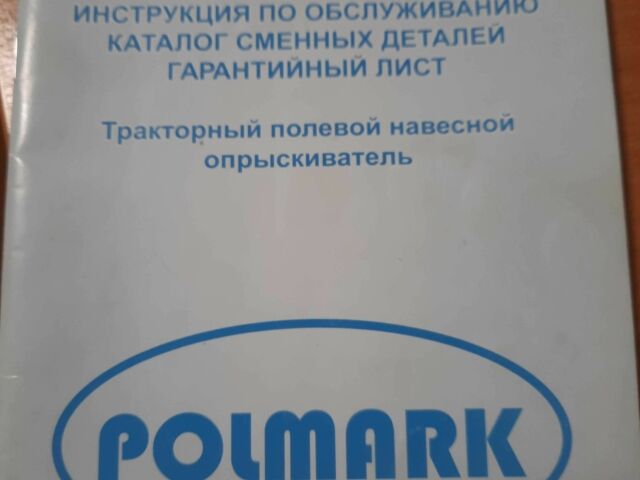 ИНСТРУКЦИЯ ПО ОБСЛУЖИВАНИЮ
КАТАЛОГ СМЕННЫХ ДЕТАЛЕЙ
ГАРАНТИЙНЫЙ ЛИСТ
Тракторный полевой навесной
опрыскиватель
POLMARK